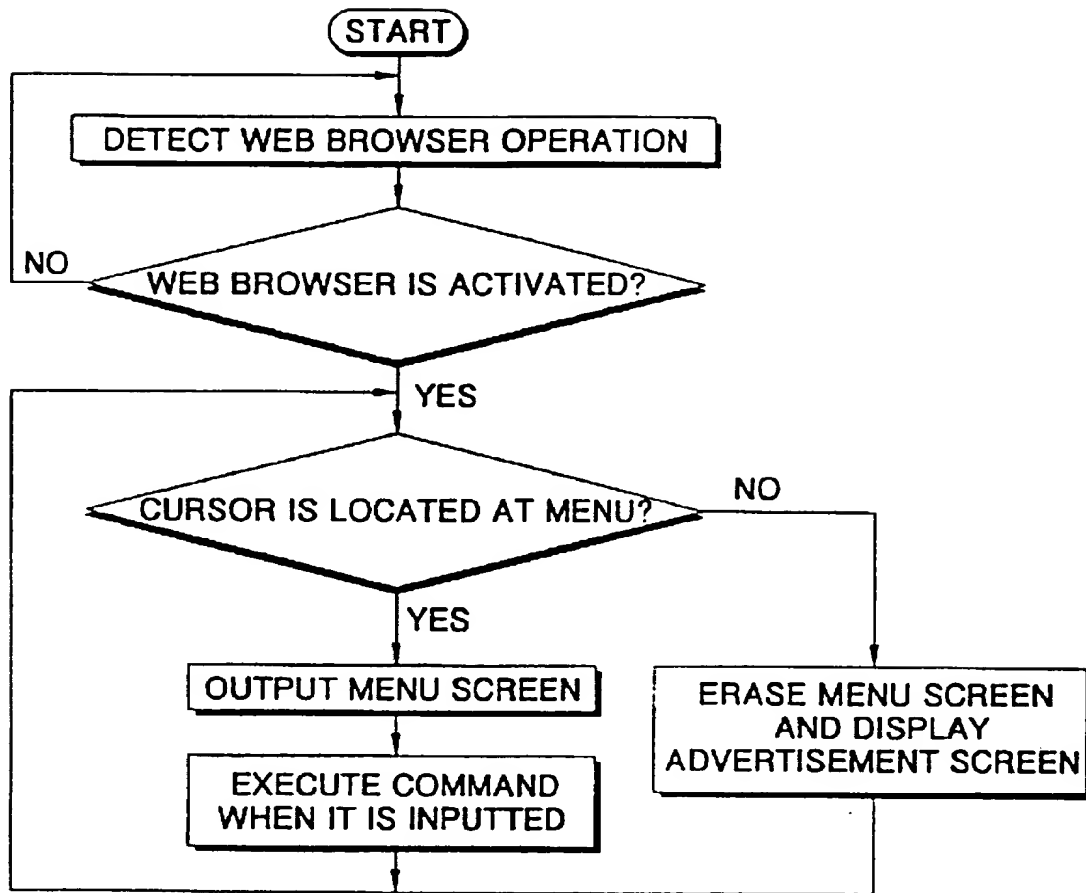 START
DETECT WEB BROWSER OPERATION
NO
WEB BROWSER IS ACTIVATED?
YES
CURSOR IS LOCATED AT MENU?
NO
YES
OUTPUT MENU SCREEN
ERASE MENU SCREEN
AND DISPLAY
ADVERTISEMENT SCREEN
EXECUTE COMMAND
WHEN IT IS INPUTTED